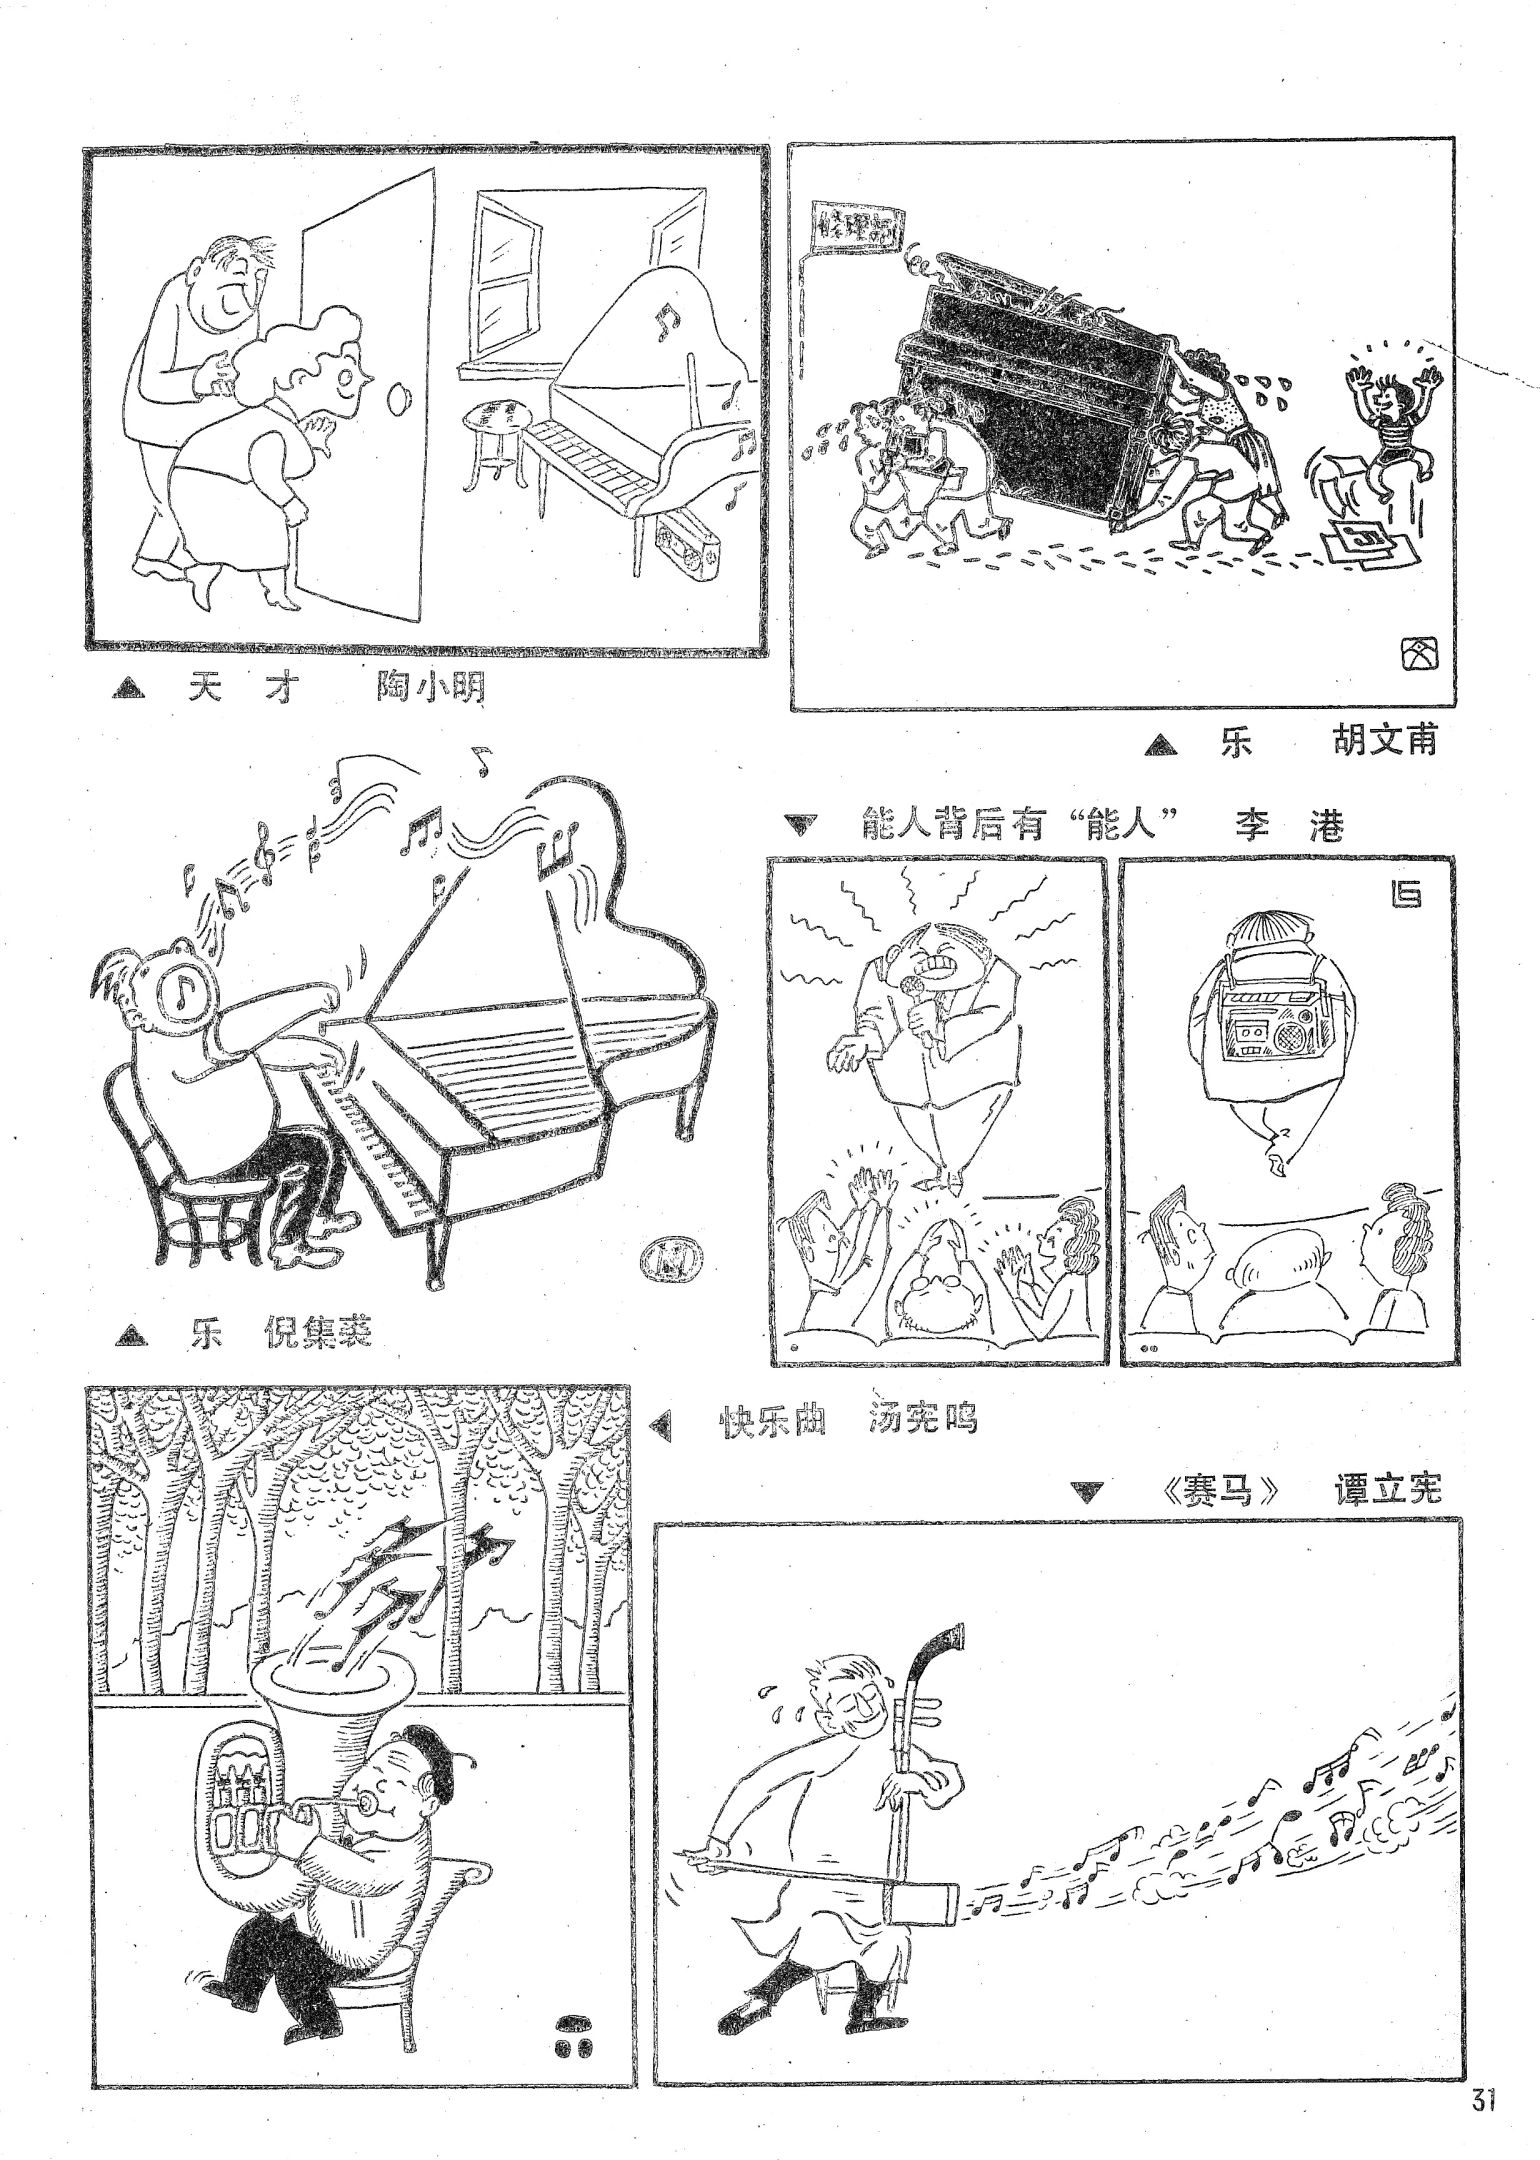 修理部
▲ 天 才 陶小明
▲ 乐 胡文甫
▼ 能人背后有“能人” 李 港
▲ 乐 倪集裘
◀ 快乐曲 汤宪鸣
▼ 《赛马》 谭立宪
31